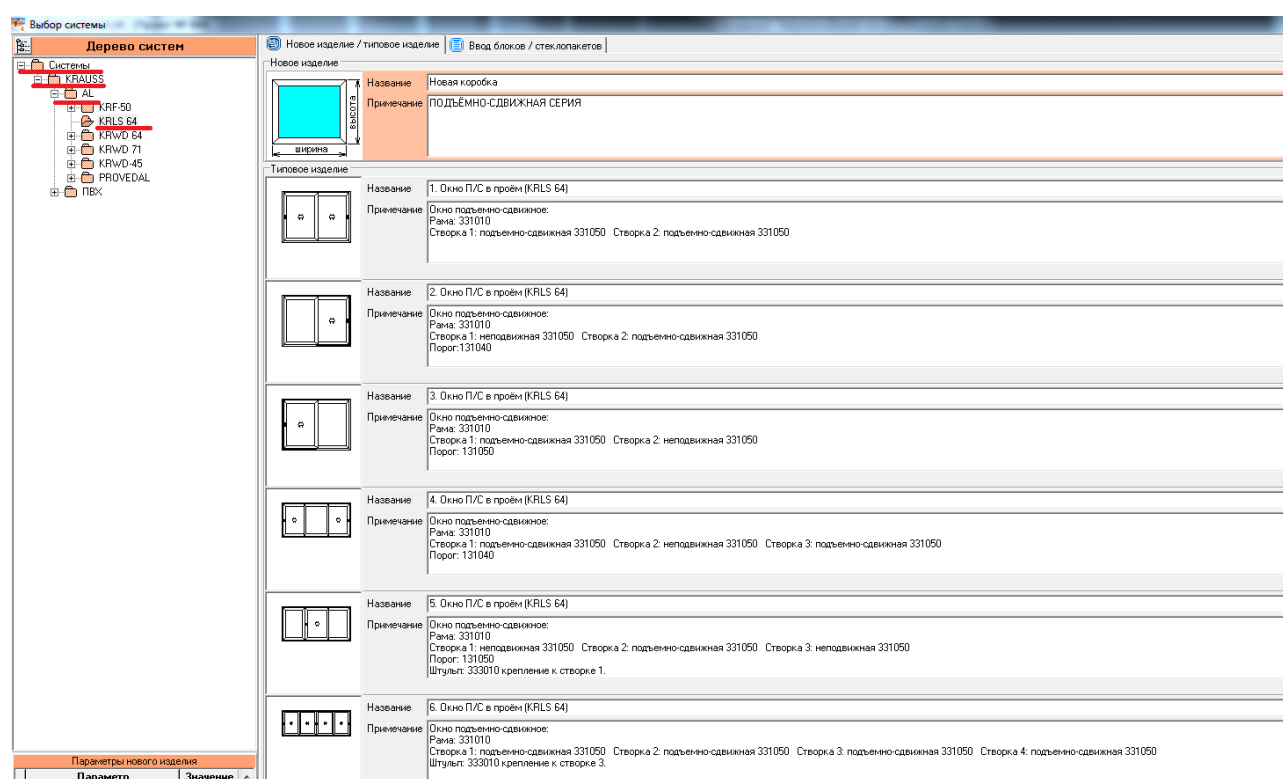 Выбор системы
Дерево систем
Системы
KRAUSS
AL
KRF-50
KRLS 64
KRWD 64
KRWD 71
KRWD-45
PROVEDAL
ПВХ
Параметры нового изделия
Параметр Значение
Новое изделие / типовое изделие Ввод блоков / стеклопакетов
Новое изделие
высота
ширина
Название Новая коробка
Примечание ПОДЪЁМНО-СДВИЖНАЯ СЕРИЯ
Типовое изделие
Название 1. Окно П/С в проём (KRLS 64)
Примечание Окно подъемно-сдвижное:
Рама: 331010
Створка 1: подъемно-сдвижная 331050 Створка 2: подъемно-сдвижная 331050
Название 2. Окно П/С в проём (KRLS 64)
Примечание Окно подъемно-сдвижное:
Рама: 331010
Створка 1: неподвижная 331050 Створка 2: подъемно-сдвижная 331050
Порог:131040
Название 3. Окно П/С в проём (KRLS 64)
Примечание Окно подъемно-сдвижное:
Рама: 331010
Створка 1: подъемно-сдвижная 331050 Створка 2: неподвижная 331050
Порог: 131050
Название 4. Окно П/С в проём (KRLS 64)
Примечание Окно подъемно-сдвижное:
Рама: 331010
Створка 1: подъемно-сдвижная 331050 Створка 2: неподвижная 331050 Створка 3: подъемно-сдвижная 331050
Порог: 131040
Название 5. Окно П/С в проём (KRLS 64)
Примечание Окно подъемно-сдвижное:
Рама: 331010
Створка 1: неподвижная 331050 Створка 2: подъемно-сдвижная 331050 Створка 3: неподвижная 331050
Порог: 131050
Штульп: 333010 крепление к створке 1.
Название 6. Окно П/С в проём (KRLS 64)
Примечание Окно подъемно-сдвижное:
Рама: 331010
Створка 1: подъемно-сдвижная 331050 Створка 2: подъемно-сдвижная 331050 Створка 3: подъемно-сдвижная 331050 Створка 4: подъемно-сдвижная 331050
Штульп: 333010 крепление к створке 3.